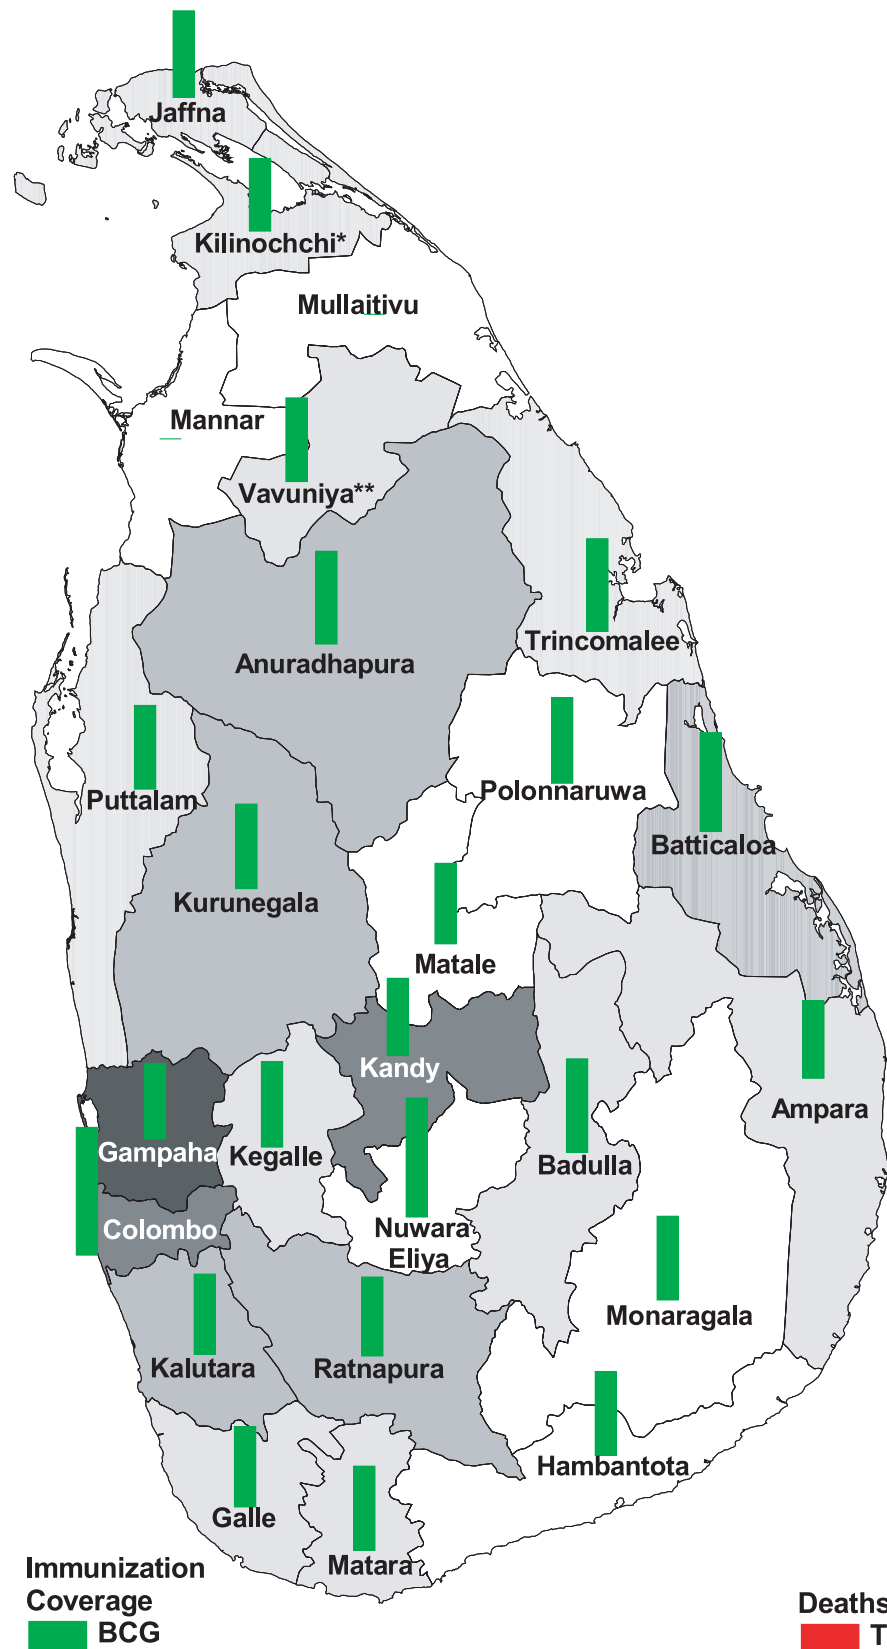 Jaffna
Kilinochchi*
Mullaitivu
Mannar
Vavuniya**
Anuradhapura
Trincomalee
Puttalam
Polonnaruwa
Batticaloa
Kurunegala
Matale
Kandy
Ampara
Gampaha
Kegalle
Badulla
Colombo
Nuwara
Eliya
Monaragala
Kalutara
Ratnapura
Hambantota
Galle
Matara
Immunization
Coverage
BCG
Deaths
T